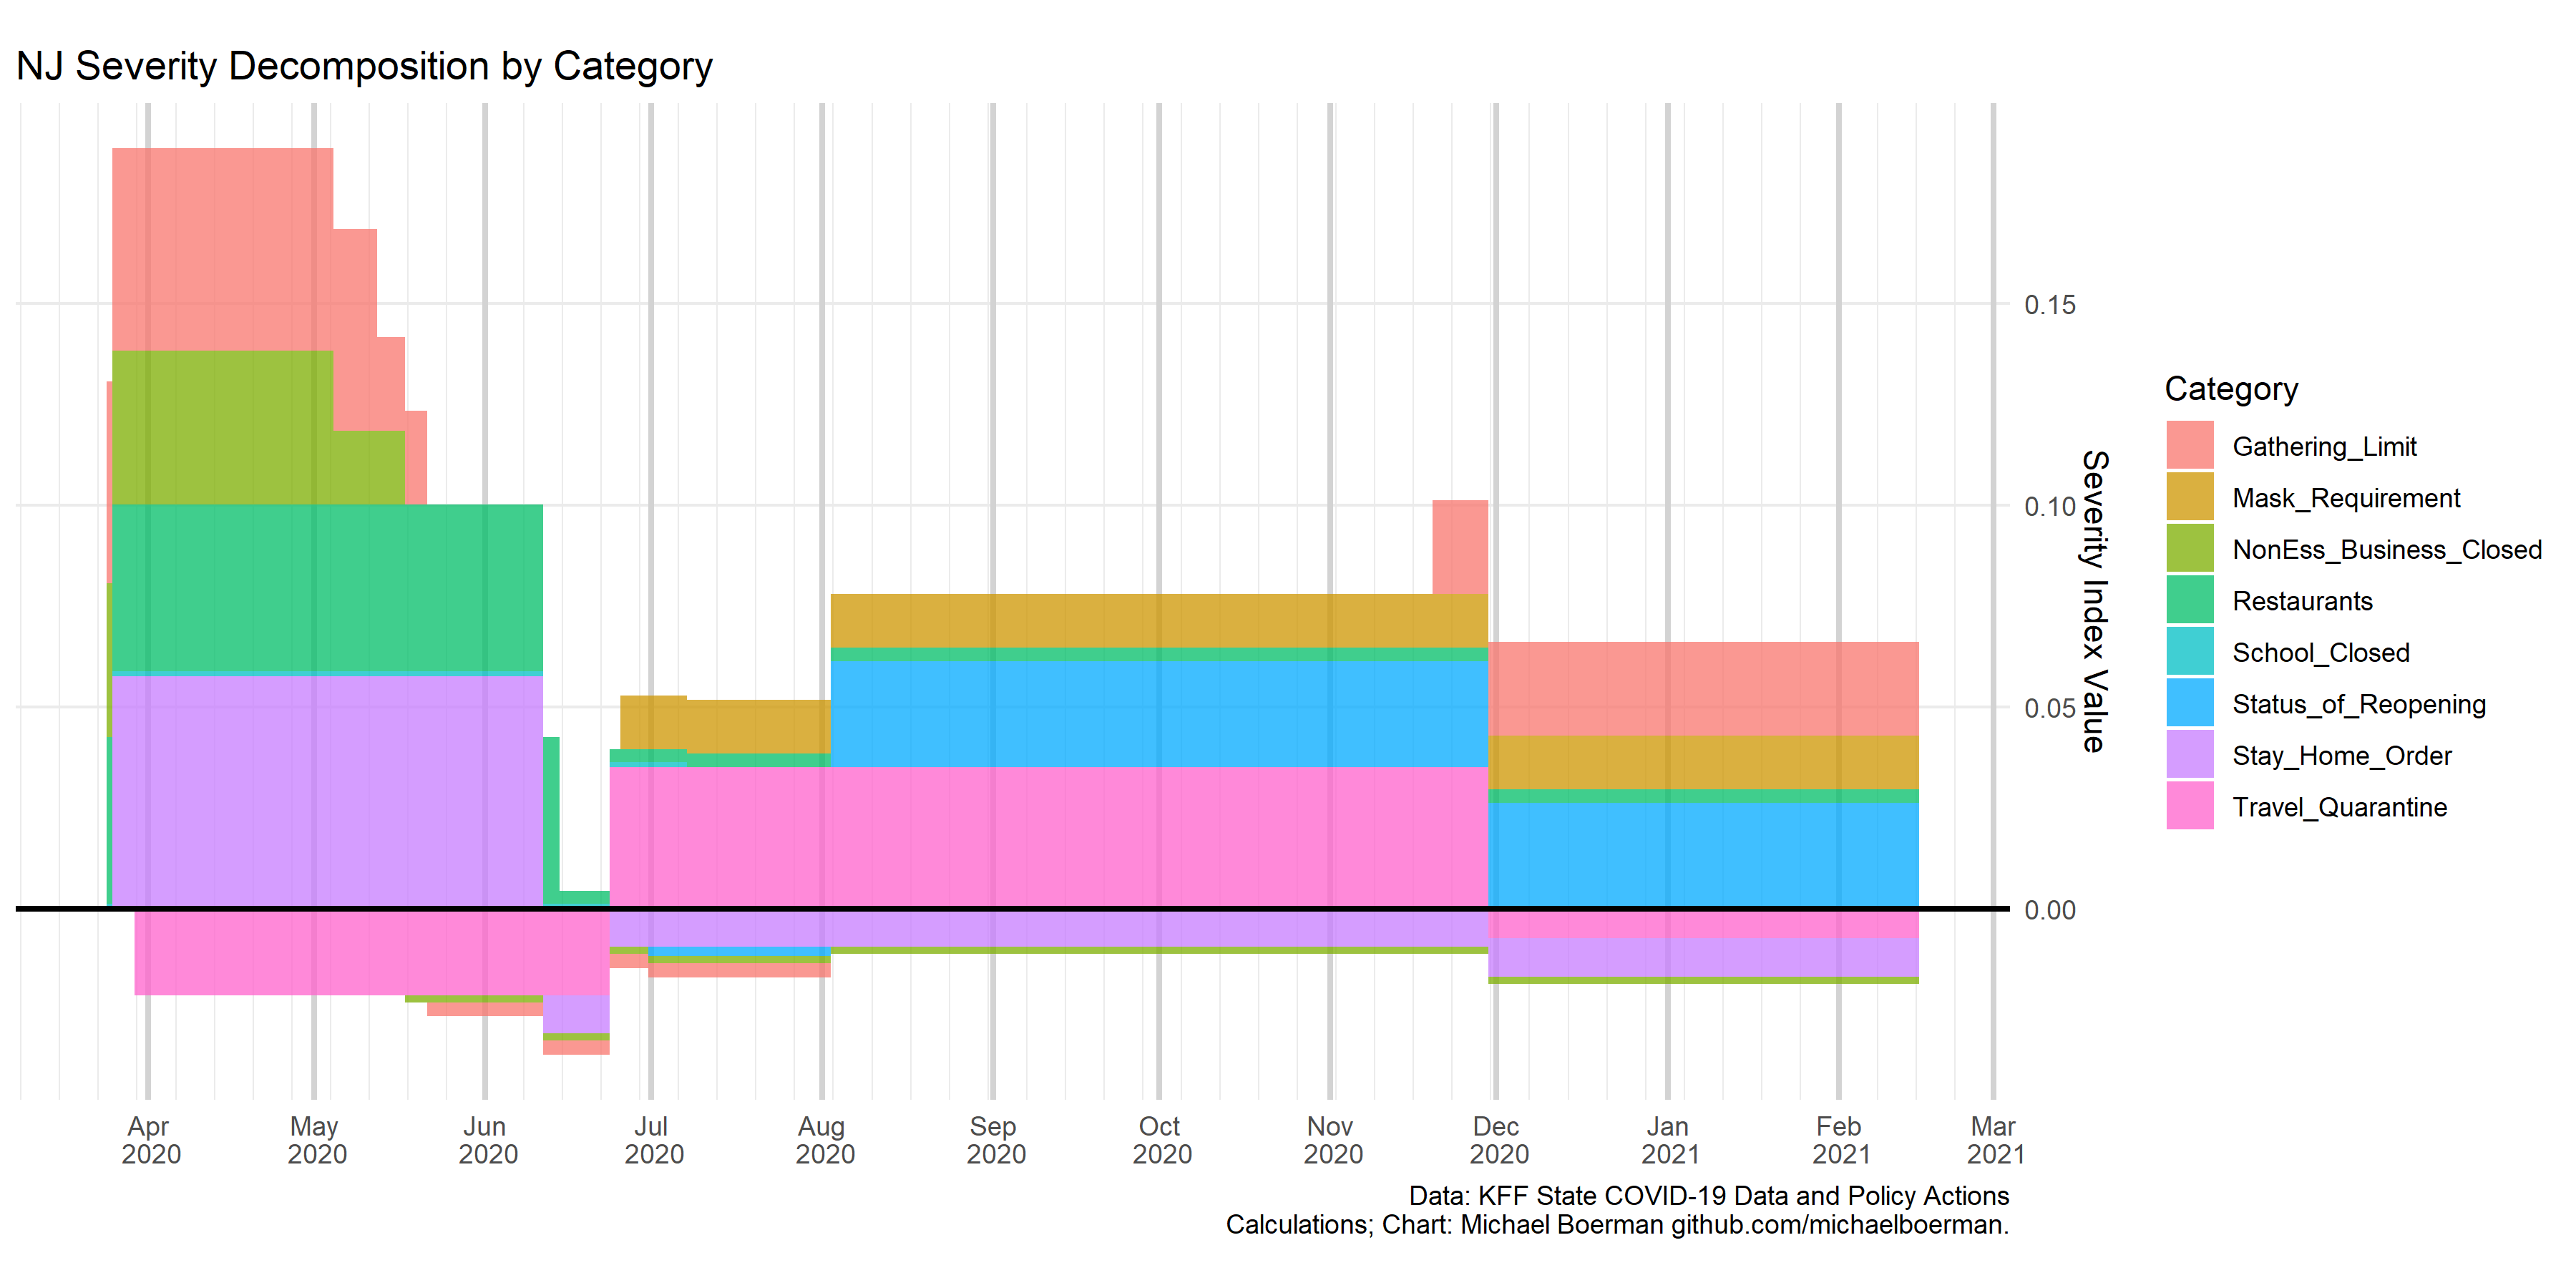 NJ Severity Decomposition by Category
0.15
0.10
0.05
0.00
Severity Index Value
Category
Gathering_Limit
Mask_Requirement
NonEss_Business_Closed
Restaurants
School_Closed
Status_of_Reopening
Stay_Home_Order
Travel_Quarantine
Apr May Jun Jul Aug Sep Oct Nov Dec Jan Feb Mar
2020 2020 2020 2020 2020 2020 2020 2020 2020 2021 2021 2021
Data: KFF State COVID-19 Data and Policy Actions
Calculations; Chart: Michael Boerman github.com/michaelboerman.